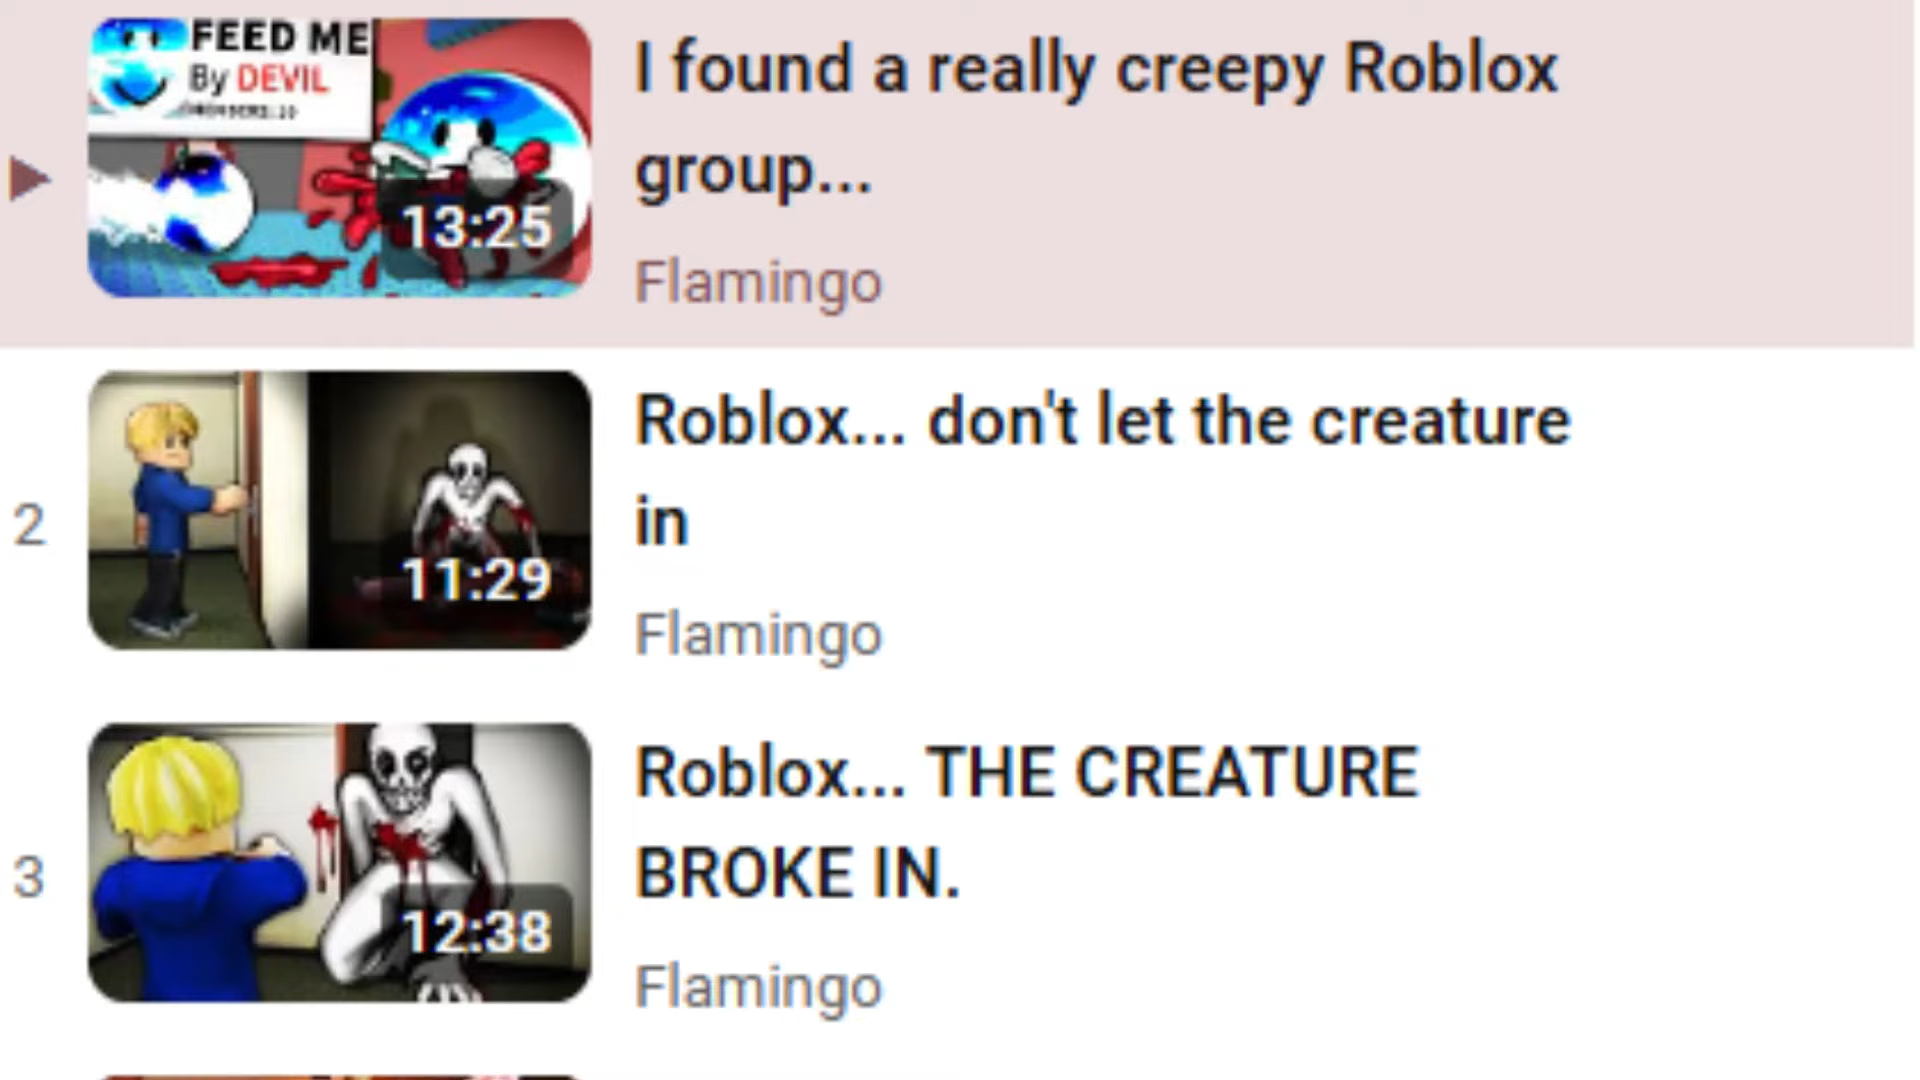 FEED ME
By DEVIL
13:25
I found a really creepy Roblox
group...
Flamingo
2
11:29
Roblox... don't let the creature
in
Flamingo
3
12:38
Roblox... THE CREATURE
BROKE IN.
Flamingo